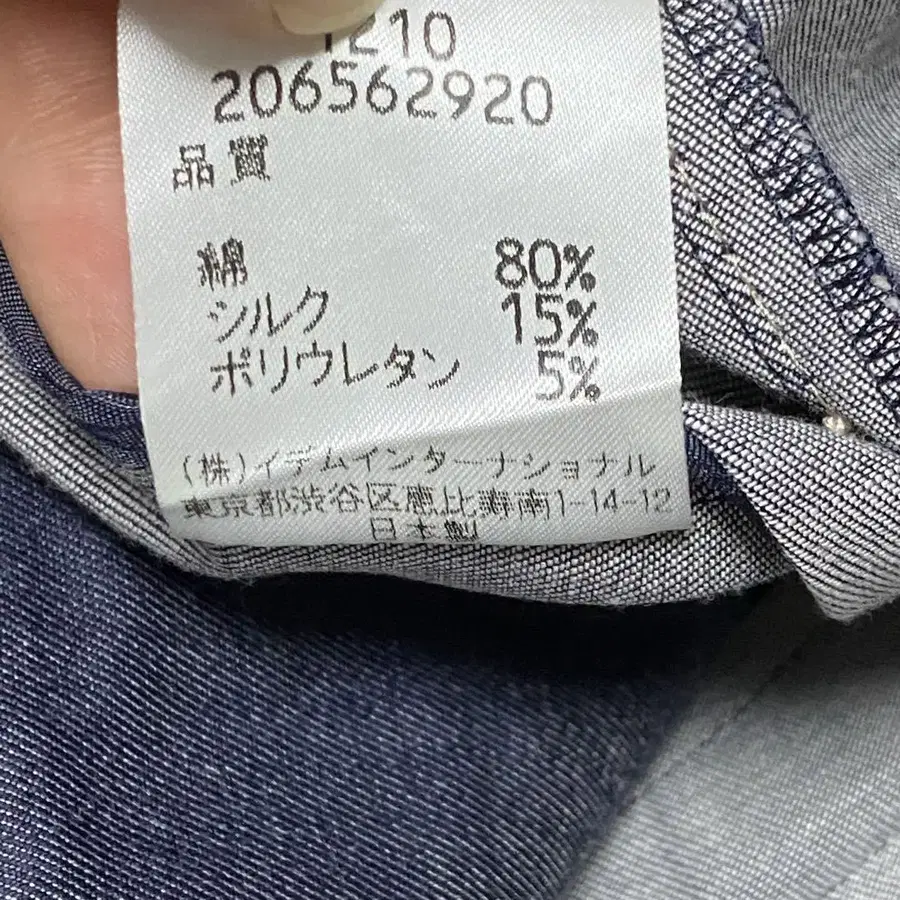 1210
206562920
品質
綿 80%
シルク 15%
ポリウレタン 5%
(株)イデムインターナショナル
東京都渋谷区恵比寿南1-14-12
日本製